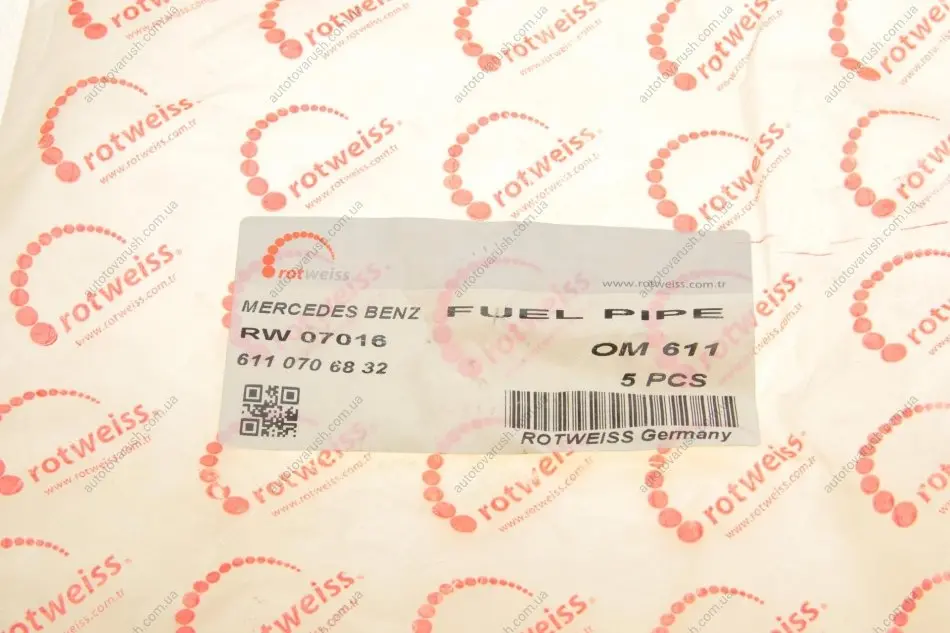 rotweiss
www.rotweiss.com.tr
MERCEDES BENZ FUEL PIPE
RW 07016 OM 611
611 070 68 32 5 PCS
ROTWEISS Germany
rotweiss®
www.rotweiss.com.tr
autotovarush.com.ua